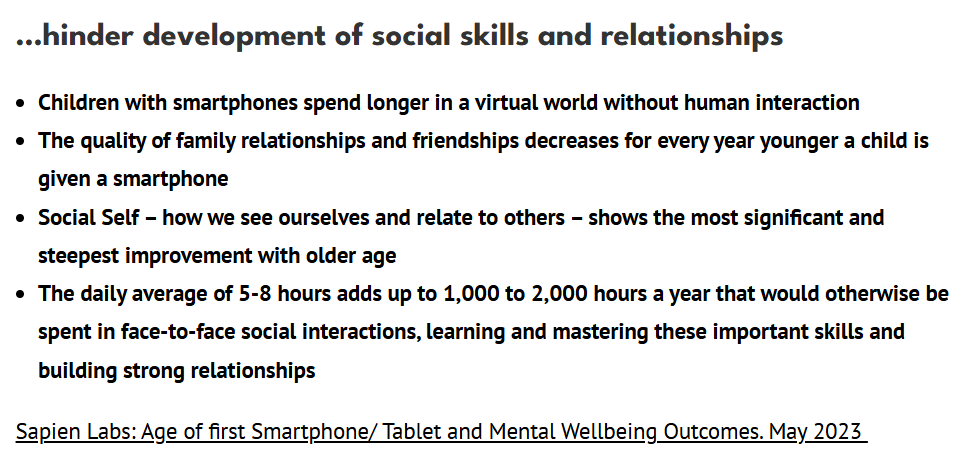 ...hinder development of social skills and relationships
• Children with smartphones spend longer in a virtual world without human interaction
• The quality of family relationships and friendships decreases for every year younger a child is
given a smartphone
• Social Self – how we see ourselves and relate to others – shows the most significant and
steepest improvement with older age
• The daily average of 5-8 hours adds up to 1,000 to 2,000 hours a year that would otherwise be
spent in face-to-face social interactions, learning and mastering these important skills and
building strong relationships
Sapien Labs: Age of first Smartphone/ Tablet and Mental Wellbeing Outcomes. May 2023